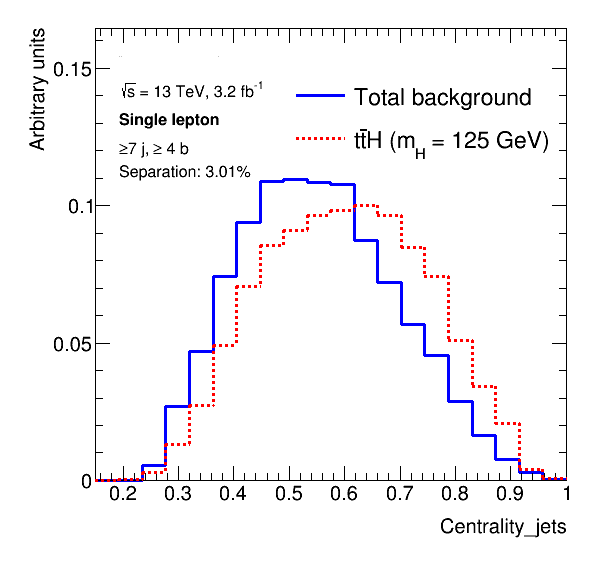 Arbitrary units
0.15
0.1
0.05
0
√s = 13 TeV, 3.2 fb⁻¹
Single lepton
≥7 j, ≥ 4 b
Separation: 3.01%
Total background
tt̄H (m_H = 125 GeV)
0.2 0.3 0.4 0.5 0.6 0.7 0.8 0.9 1
Centrality_jets